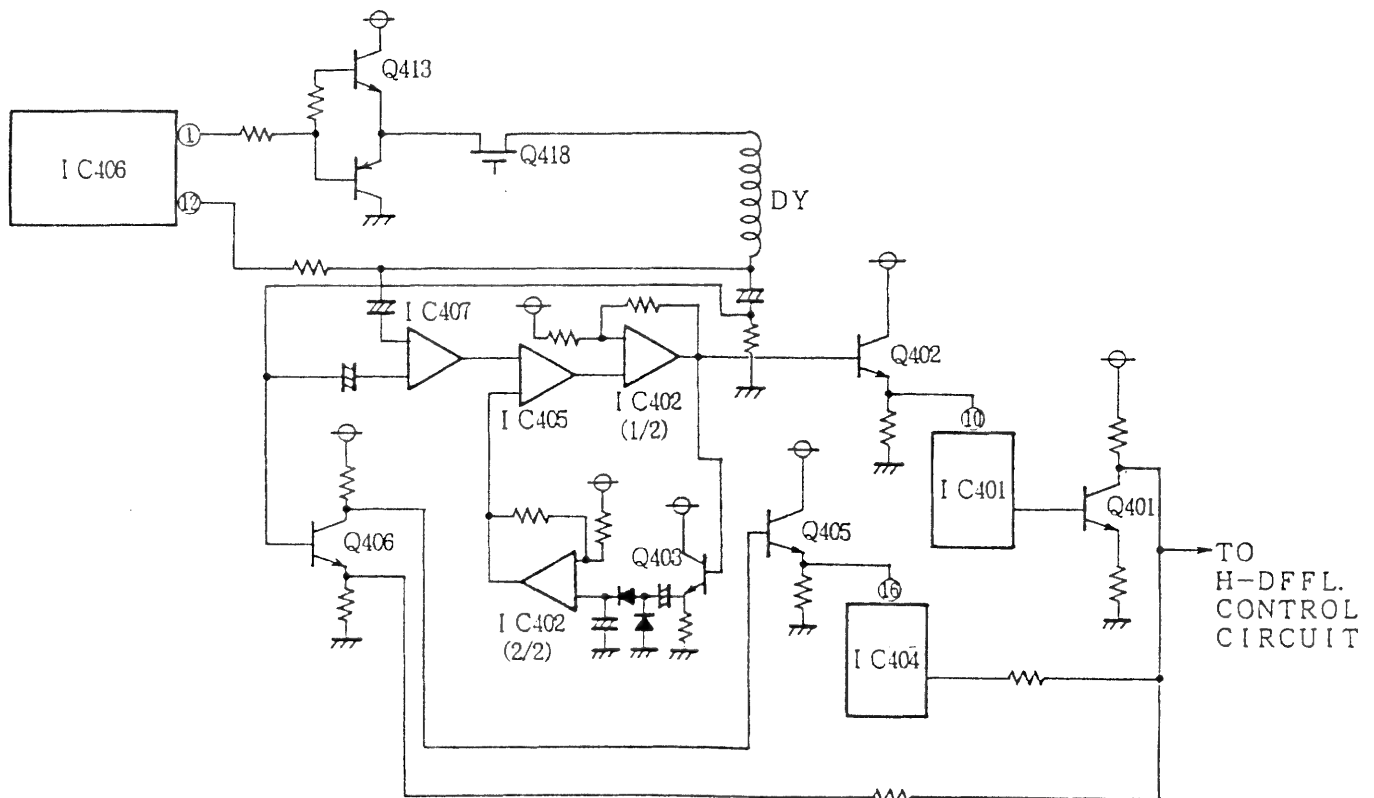 Q413
1
I C406
Q418
12
DY
I C407
Q402
I C405
I C402
(1/2)
10
I C401
Q401
Q406
Q403
Q405
TO
H-DFFL.
CONTROL
CIRCUIT
16
I C402
(2/2)
I C404